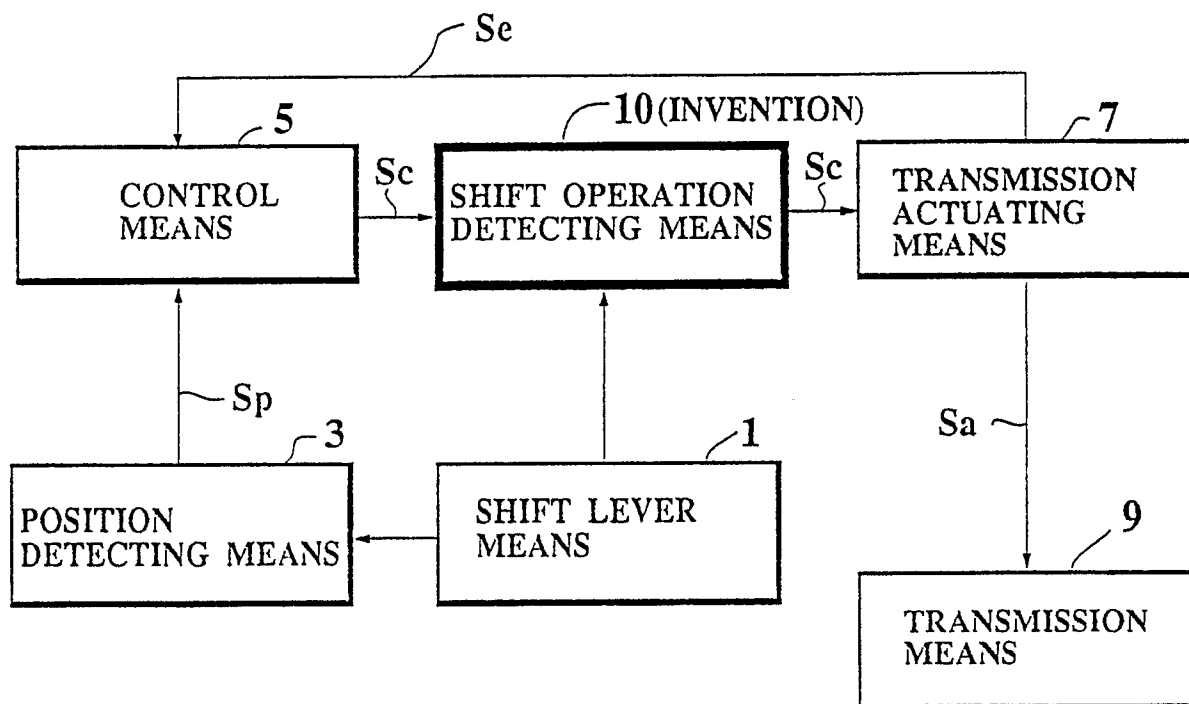 Se
10 (INVENTION)
5
7
CONTROL
MEANS
Sc
SHIFT OPERATION
DETECTING MEANS
Sc
TRANSMISSION
ACTUATING
MEANS
Sp
Sa
3
1
POSITION
DETECTING MEANS
SHIFT LEVER
MEANS
9
TRANSMISSION
MEANS